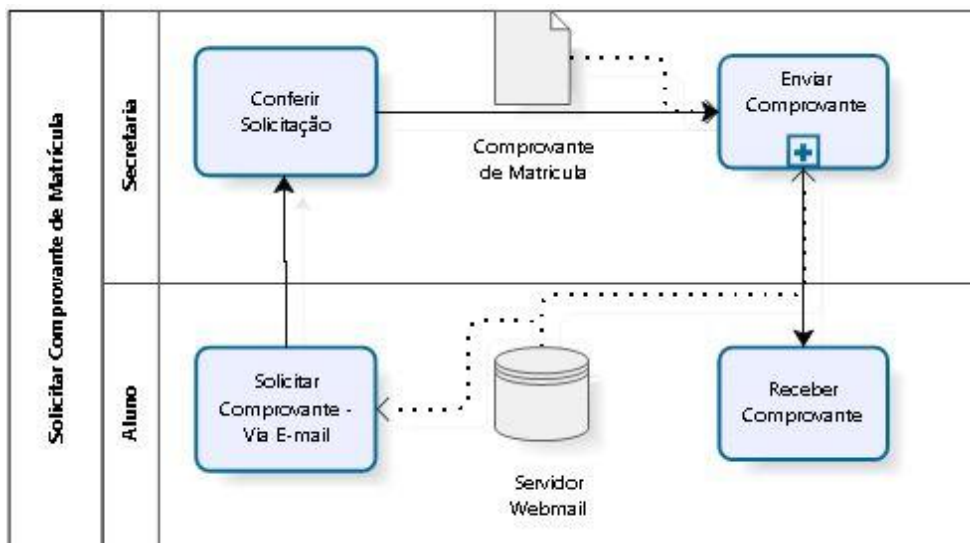 Solicitar Comprovante de Matrícula
Secretaria
Conferir
Solicitação
Comprovante
de Matrícula
Enviar
Comprovante
Aluno
Solicitar
Comprovante -
Via E-mail
Servidor
Webmail
Receber
Comprovante